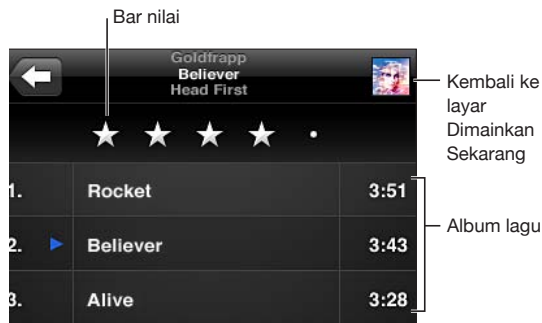 Bar nilai
Goldfrapp
Believer
Head First
Kembali ke
layar
Dimainkan
Sekarang
1. Rocket 3:51
2. Believer 3:43
3. Alive 3:28
Album lagu